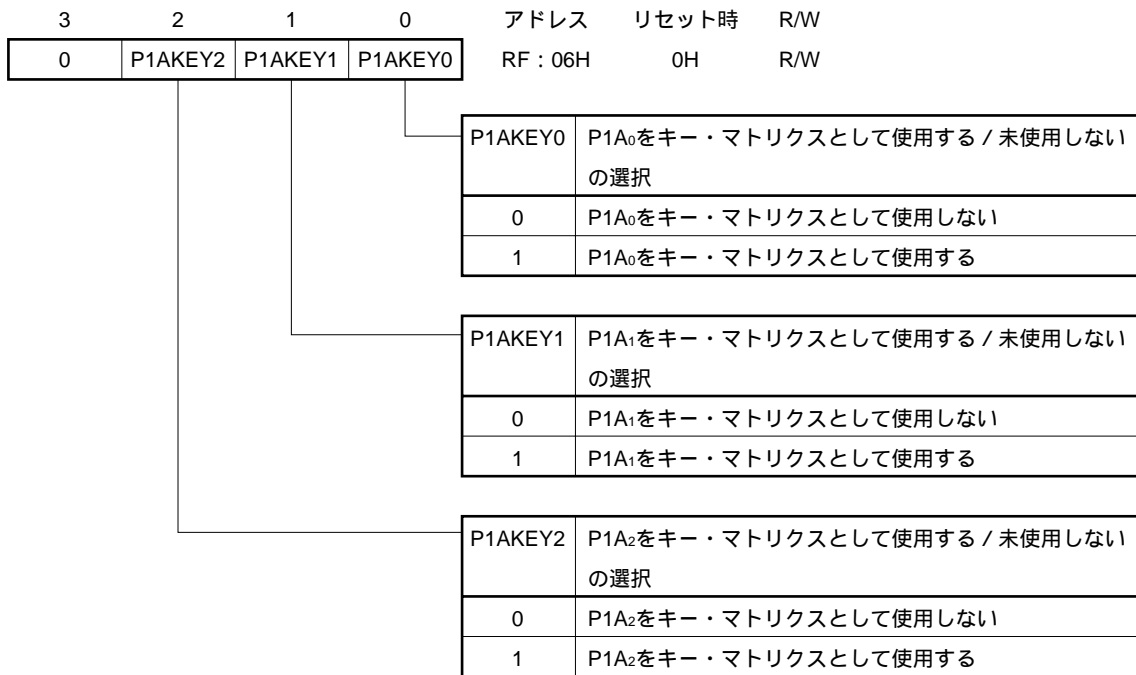 3 2 1 0 アドレス リセット時 R/W
0 P1AKEY2 P1AKEY1 P1AKEY0 RF：06H 0H R/W
P1AKEY0 P1A₀をキー・マトリクスとして使用する／未使用しない
の選択
0 P1A₀をキー・マトリクスとして使用しない
1 P1A₀をキー・マトリクスとして使用する
P1AKEY1 P1A₁をキー・マトリクスとして使用する／未使用しない
の選択
0 P1A₁をキー・マトリクスとして使用しない
1 P1A₁をキー・マトリクスとして使用する
P1AKEY2 P1A₂をキー・マトリクスとして使用する／未使用しない
の選択
0 P1A₂をキー・マトリクスとして使用しない
1 P1A₂をキー・マトリクスとして使用する